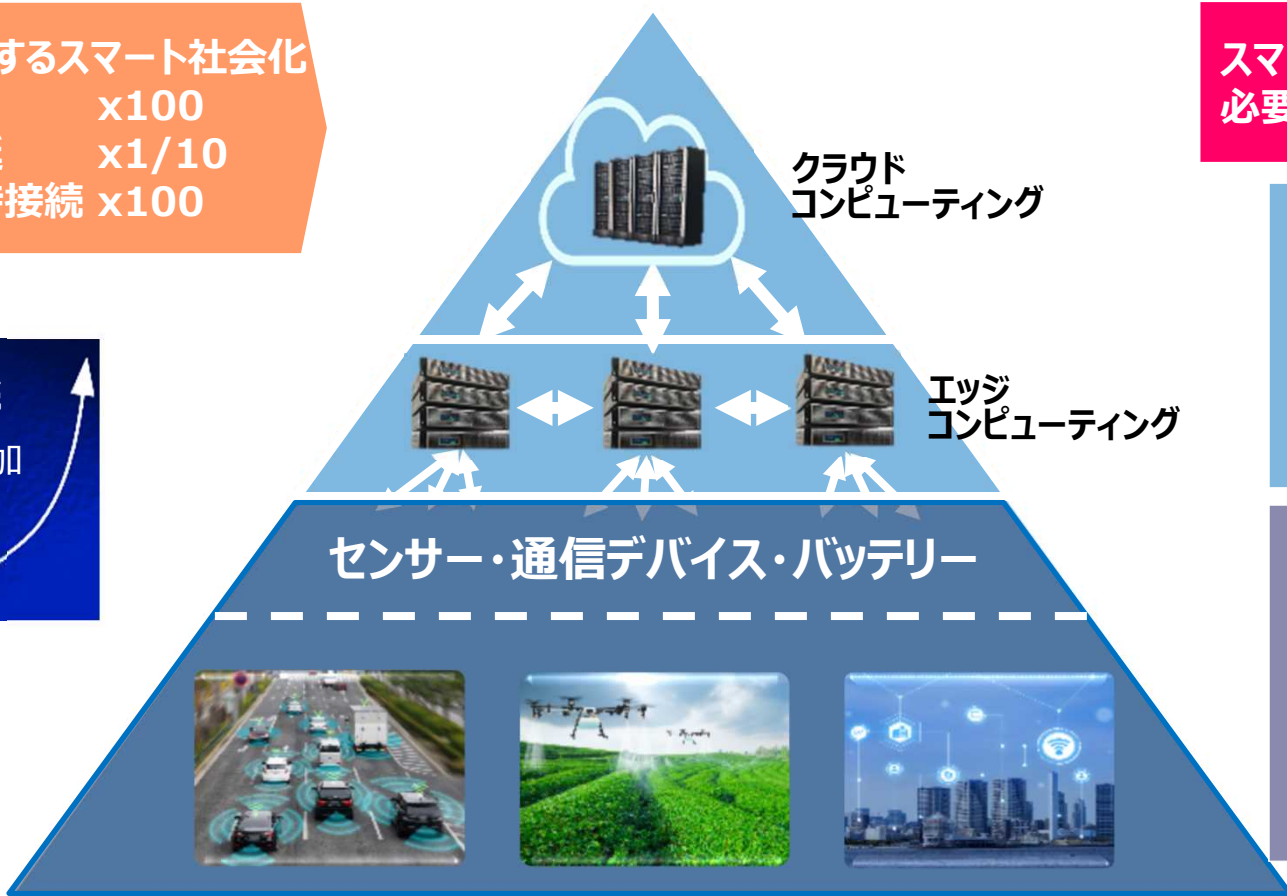 するスマート社会化
x100
x1/10
接続 x100
スマ
必要
クラウド
コンピューティング
加
エッジ
コンピューティング
センサー・通信デバイス・バッテリー